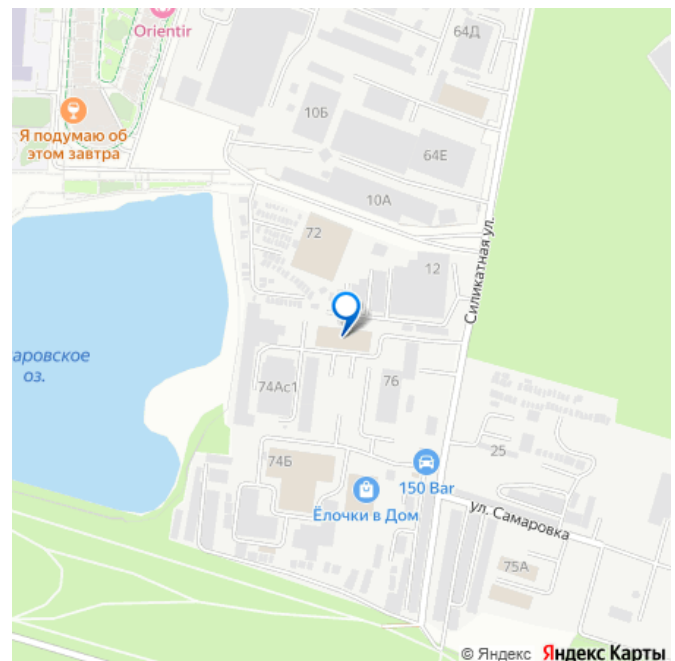 Orientir
64Д
10Б
Я подумаю об
этом завтра
64Е
10А
72
Силикатная ул.
12
аровское
оз.
74Ас1
76
25
74Б
150 Bar
Ёлочки в Дом
ул. Самаровка
75А
© Яндекс Яндекс Карты